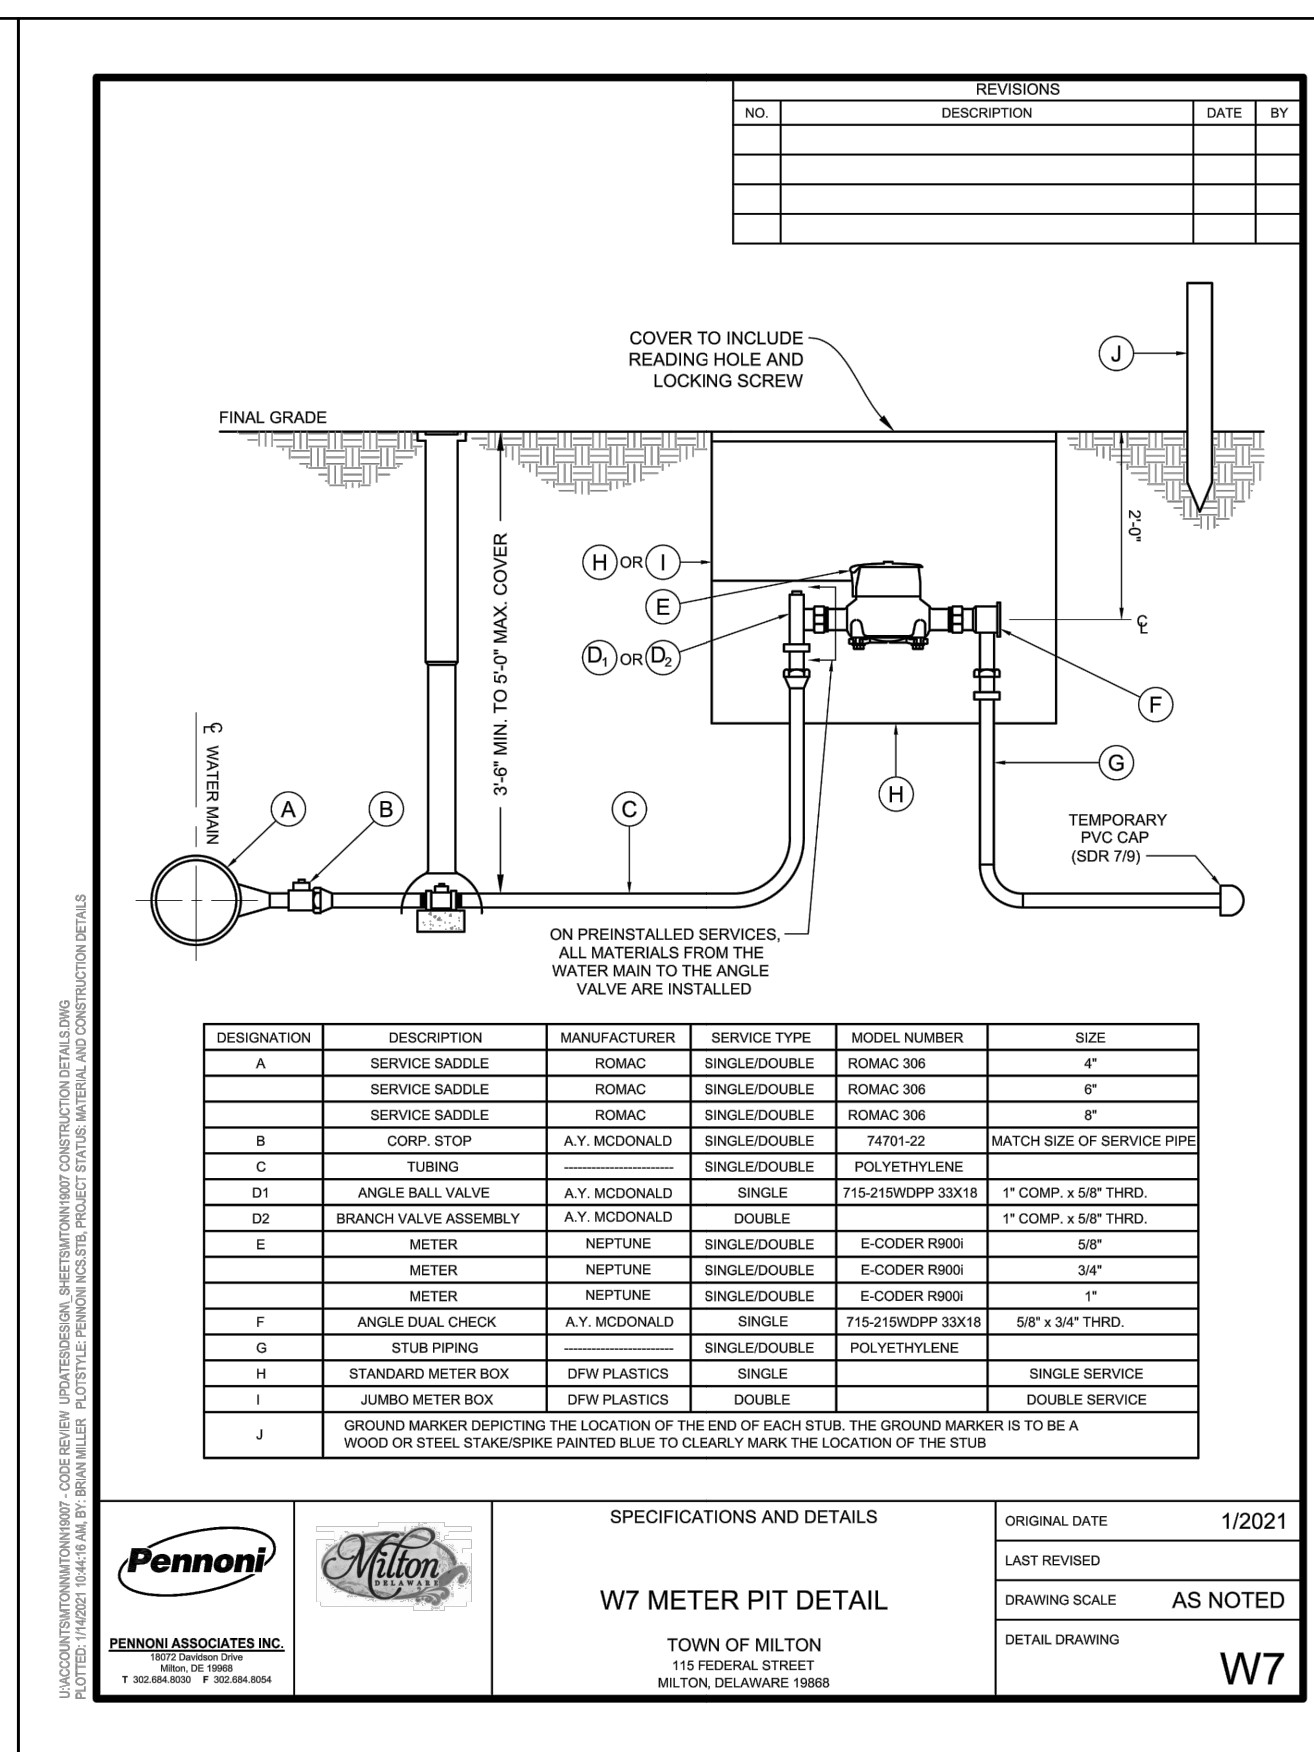 REVISIONS
NO. DESCRIPTION DATE BY
COVER TO INCLUDE
READING HOLE AND
LOCKING SCREW
J
FINAL GRADE
3'-6" MIN. TO 5'-0" MAX. COVER
2'-0"
H OR I
E
D1 OR D2
℄
F
G
H
℄ WATER MAIN
A
B
C
TEMPORARY
PVC CAP
(SDR 7/9)
ON PREINSTALLED SERVICES,
ALL MATERIALS FROM THE
WATER MAIN TO THE ANGLE
VALVE ARE INSTALLED
DESIGNATION DESCRIPTION MANUFACTURER SERVICE TYPE MODEL NUMBER SIZE
A SERVICE SADDLE ROMAC SINGLE/DOUBLE ROMAC 306 4"
SERVICE SADDLE ROMAC SINGLE/DOUBLE ROMAC 306 6"
SERVICE SADDLE ROMAC SINGLE/DOUBLE ROMAC 306 8"
B CORP. STOP A.Y. MCDONALD SINGLE/DOUBLE 74701-22 MATCH SIZE OF SERVICE PIPE
C TUBING ------------------------ SINGLE/DOUBLE POLYETHYLENE
D1 ANGLE BALL VALVE A.Y. MCDONALD SINGLE 715-215WDPP 33X18 1" COMP. x 5/8" THRD.
D2 BRANCH VALVE ASSEMBLY A.Y. MCDONALD DOUBLE 1" COMP. x 5/8" THRD.
E METER NEPTUNE SINGLE/DOUBLE E-CODER R900i 5/8"
METER NEPTUNE SINGLE/DOUBLE E-CODER R900i 3/4"
METER NEPTUNE SINGLE/DOUBLE E-CODER R900i 1"
F ANGLE DUAL CHECK A.Y. MCDONALD SINGLE 715-215WDPP 33X18 5/8" x 3/4" THRD.
G STUB PIPING ------------------------ SINGLE/DOUBLE POLYETHYLENE
H STANDARD METER BOX DFW PLASTICS SINGLE SINGLE SERVICE
I JUMBO METER BOX DFW PLASTICS DOUBLE DOUBLE SERVICE
J GROUND MARKER DEPICTING THE LOCATION OF THE END OF EACH STUB. THE GROUND MARKER IS TO BE A
WOOD OR STEEL STAKE/SPIKE PAINTED BLUE TO CLEARLY MARK THE LOCATION OF THE STUB
U:\ACCOUNTS\MTONN\MTONN19007 - CODE REVIEW UPDATES\DESIGN\_SHEETS\MTONN19007 CONSTRUCTION DETAILS.DWG
PLOTTED: 1/14/2021 10:44:16 AM, BY: BRIAN MILLER PLOTSTYLE: PENNONI NCS.STB, PROJECT STATUS: MATERIAL AND CONSTRUCTION DETAILS
Pennoni
PENNONI ASSOCIATES INC.
18072 Davidson Drive
Milton, DE 19968
T 302.684.8030 F 302.684.8054
Milton
DELAWARE
SPECIFICATIONS AND DETAILS
W7 METER PIT DETAIL
TOWN OF MILTON
115 FEDERAL STREET
MILTON, DELAWARE 19868
ORIGINAL DATE 1/2021
LAST REVISED
DRAWING SCALE AS NOTED
DETAIL DRAWING
W7